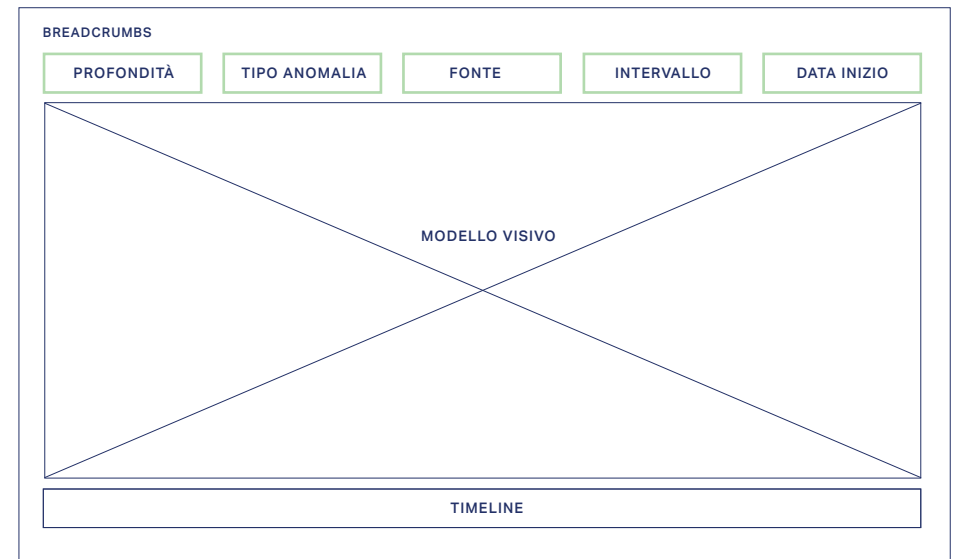 BREADCRUMBS
PROFONDITÀ
TIPO ANOMALIA
FONTE
INTERVALLO
DATA INIZIO
MODELLO VISIVO
TIMELINE